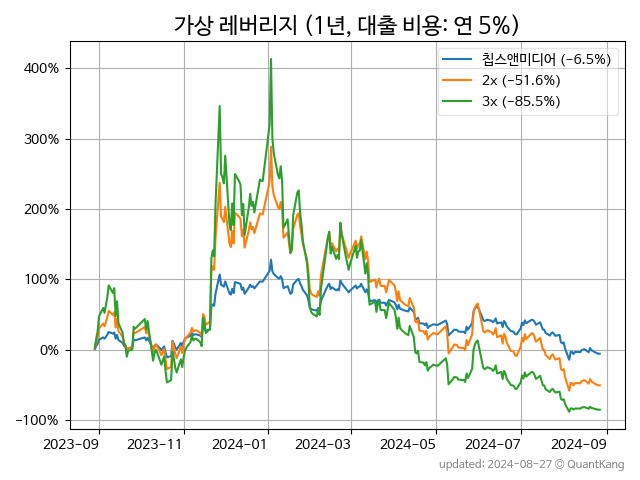 가상 레버리지 (1년, 대출 비용: 연 5%)
칩스앤미디어 (−6.5%)
2x (−51.6%)
3x (−85.5%)
400%
300%
200%
100%
0%
−100%
2023-09 2023-11 2024-01 2024-03 2024-05 2024-07 2024-09
updated: 2024-08-27 © QuantKang